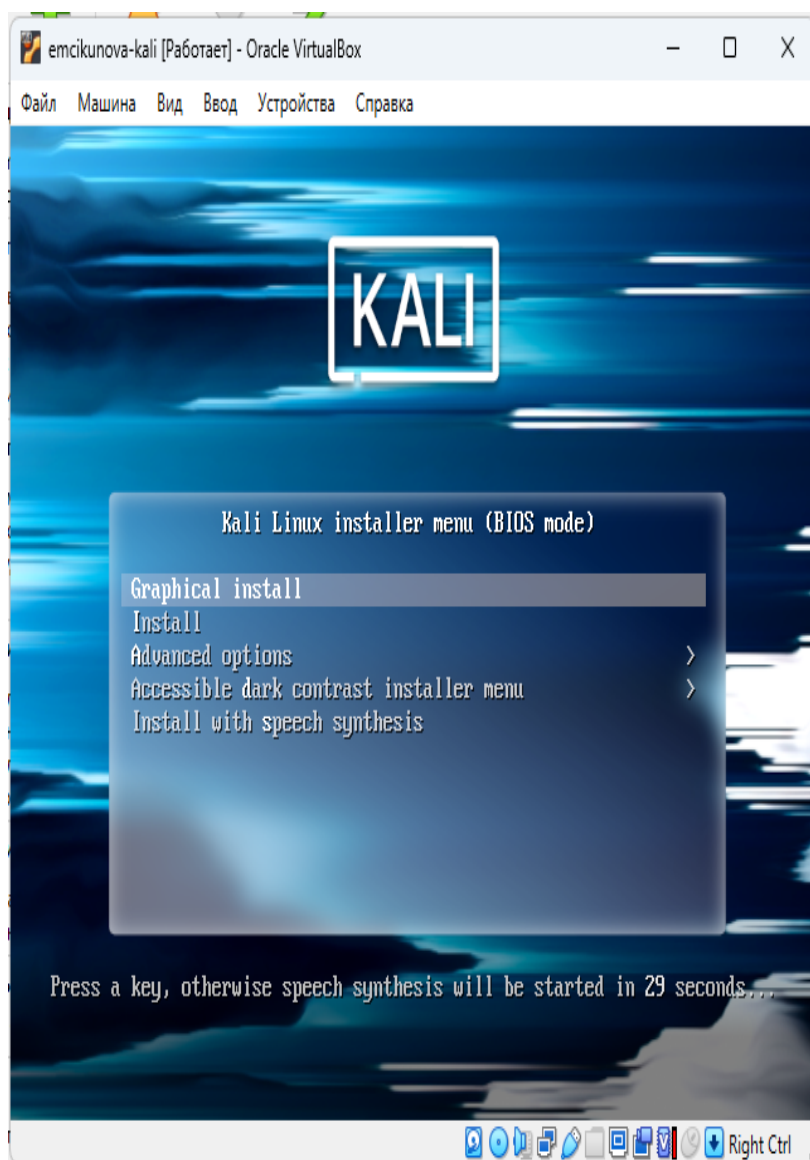 emcikunova-kali [Работает] - Oracle VirtualBox
Файл Машина Вид Ввод Устройства Справка
KALI
Kali Linux installer menu (BIOS mode)
Graphical install
Install
Advanced options
Accessible dark contrast installer menu
Install with speech synthesis
Press a key, otherwise speech synthesis will be started in 29 seconds...
Right Ctrl